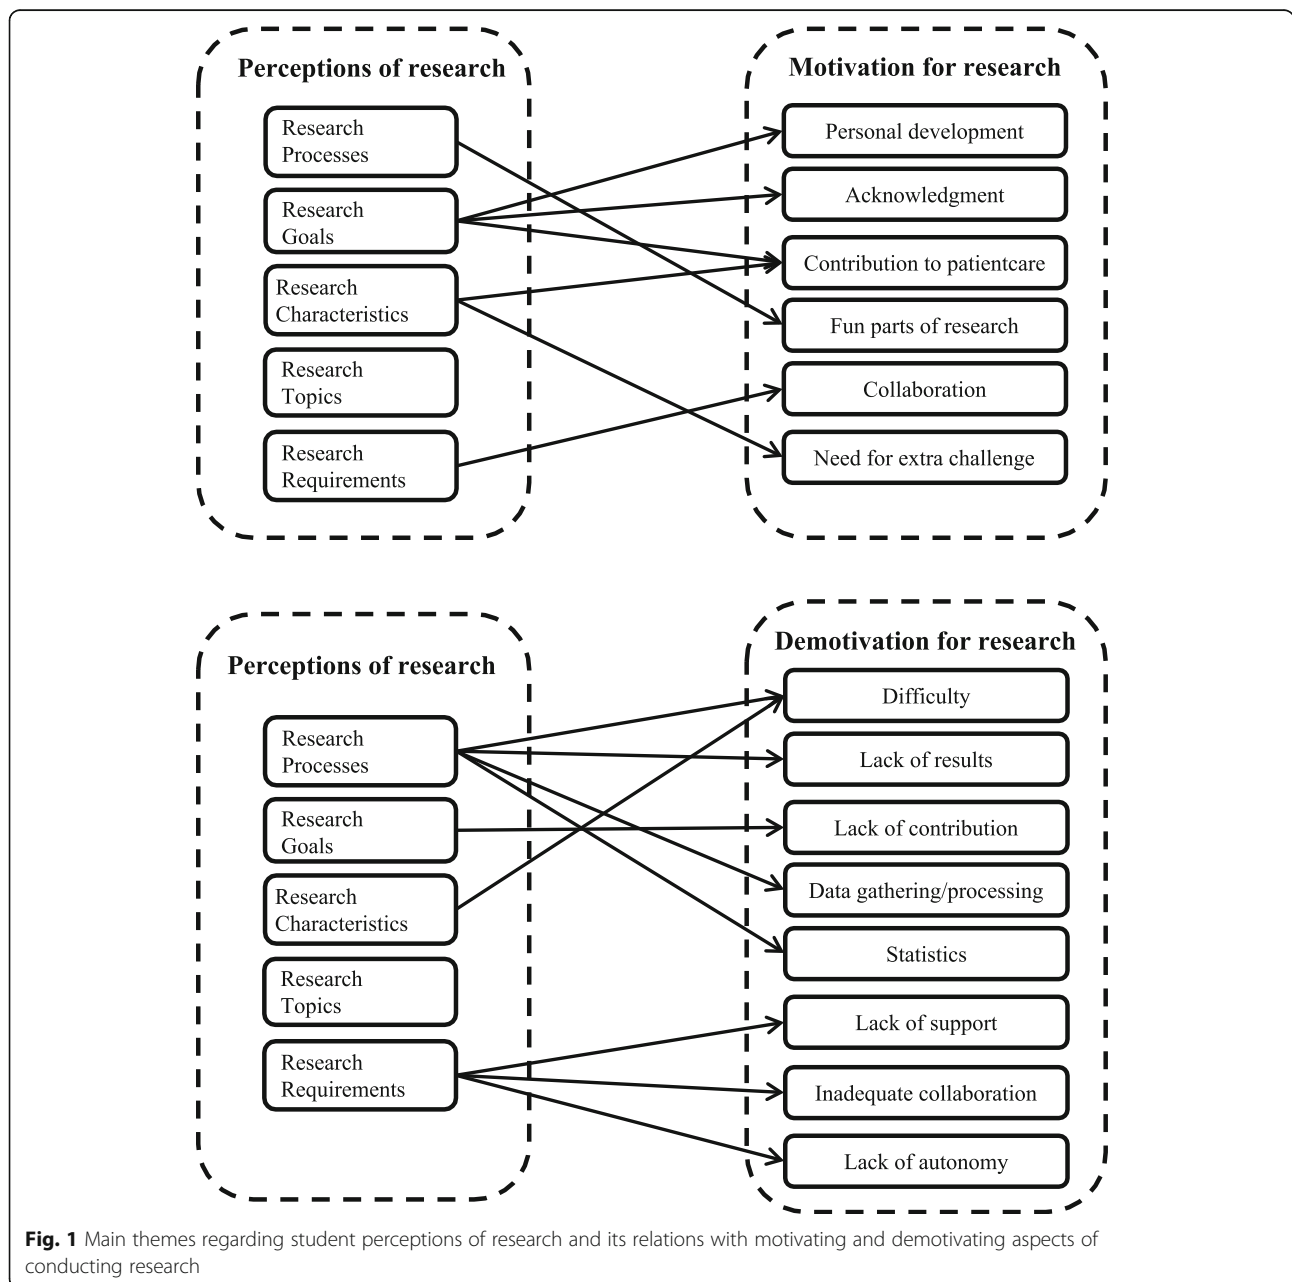 Perceptions of research
Research
Processes
Research
Goals
Research
Characteristics
Research
Topics
Research
Requirements
Motivation for research
Personal development
Acknowledgment
Contribution to patientcare
Fun parts of research
Collaboration
Need for extra challenge
Perceptions of research
Research
Processes
Research
Goals
Research
Characteristics
Research
Topics
Research
Requirements
Demotivation for research
Difficulty
Lack of results
Lack of contribution
Data gathering/processing
Statistics
Lack of support
Inadequate collaboration
Lack of autonomy
Fig. 1 Main themes regarding student perceptions of research and its relations with motivating and demotivating aspects of
conducting research